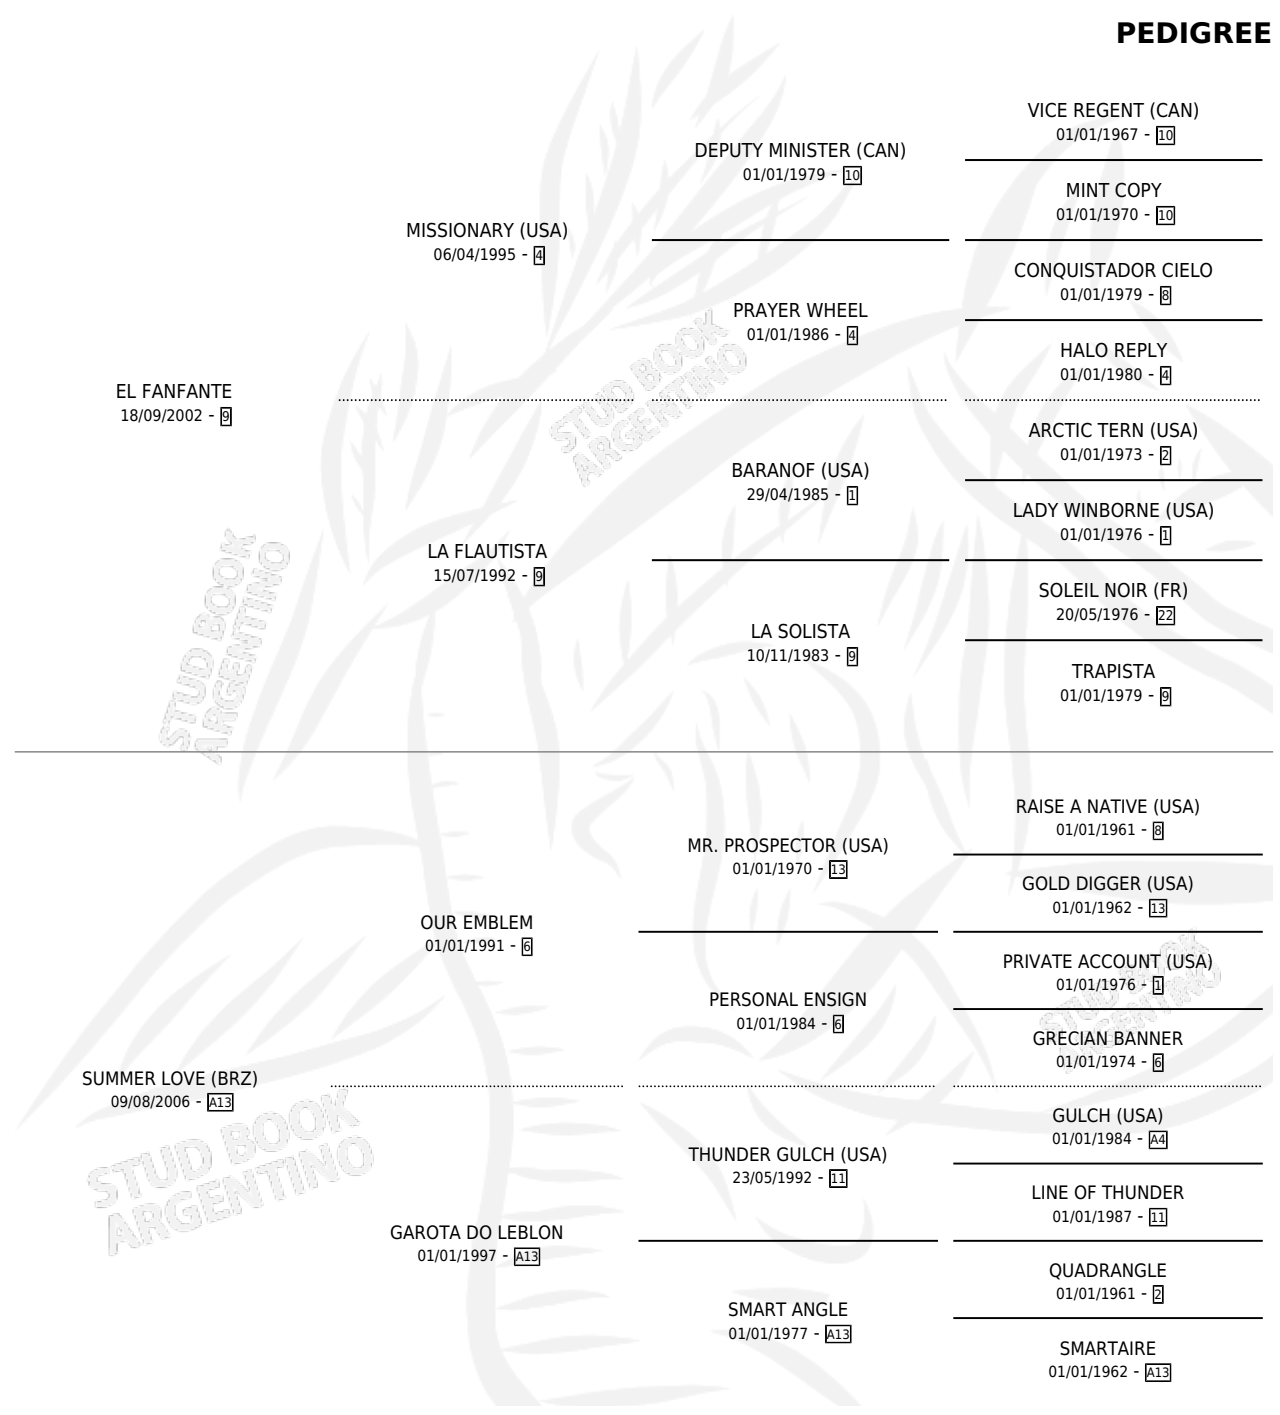 PEDIGREE
VICE REGENT (CAN)
01/01/1967 - 10
DEPUTY MINISTER (CAN)
01/01/1979 - 10
MINT COPY
01/01/1970 - 10
MISSIONARY (USA)
06/04/1995 - 4
CONQUISTADOR CIELO
01/01/1979 - 8
PRAYER WHEEL
01/01/1986 - 4
HALO REPLY
01/01/1980 - 4
EL FANFANTE
18/09/2002 - 9
STUD BOOK
ARGENTINO
ARCTIC TERN (USA)
01/01/1973 - 2
BARANOF (USA)
29/04/1985 - 1
LADY WINBORNE (USA)
01/01/1976 - 1
LA FLAUTISTA
15/07/1992 - 9
SOLEIL NOIR (FR)
20/05/1976 - 22
LA SOLISTA
10/11/1983 - 9
TRAPISTA
01/01/1979 - 9
STUD BOOK
ARGENTINO
RAISE A NATIVE (USA)
01/01/1961 - 8
MR. PROSPECTOR (USA)
01/01/1970 - 13
GOLD DIGGER (USA)
01/01/1962 - 13
OUR EMBLEM
01/01/1991 - 6
PRIVATE ACCOUNT (USA)
01/01/1976 - 1
PERSONAL ENSIGN
01/01/1984 - 6
STUD BOOK
ARGENTINO
GRECIAN BANNER
01/01/1974 - 6
SUMMER LOVE (BRZ)
09/08/2006 - A13
STUD BOOK
ARGENTINO
GULCH (USA)
01/01/1984 - A4
THUNDER GULCH (USA)
23/05/1992 - 11
LINE OF THUNDER
01/01/1987 - 11
GAROTA DO LEBLON
01/01/1997 - A13
QUADRANGLE
01/01/1961 - 2
SMART ANGLE
01/01/1977 - A13
SMARTAIRE
01/01/1962 - A13